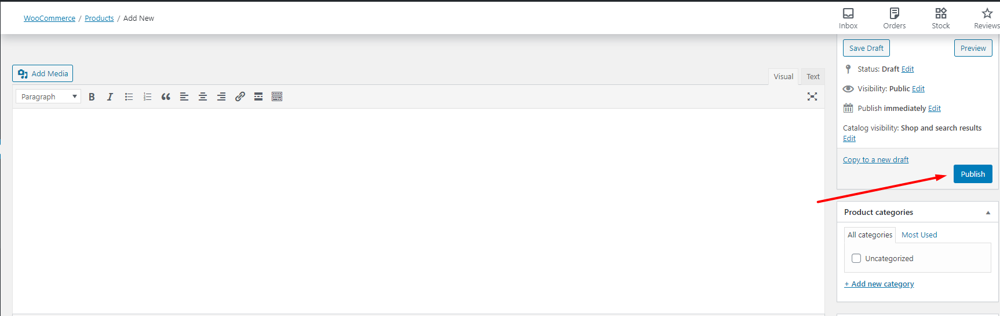 WooCommerce / Products / Add New
Inbox
Orders
Stock
Reviews
Save Draft
Preview
Add Media
Visual
Text
Status: Draft Edit
Paragraph
B
I
Visibility: Public Edit
Publish immediately Edit
Catalog visibility: Shop and search results
Edit
Copy to a new draft
Publish
Product categories
All categories
Most Used
Uncategorized
+ Add new category